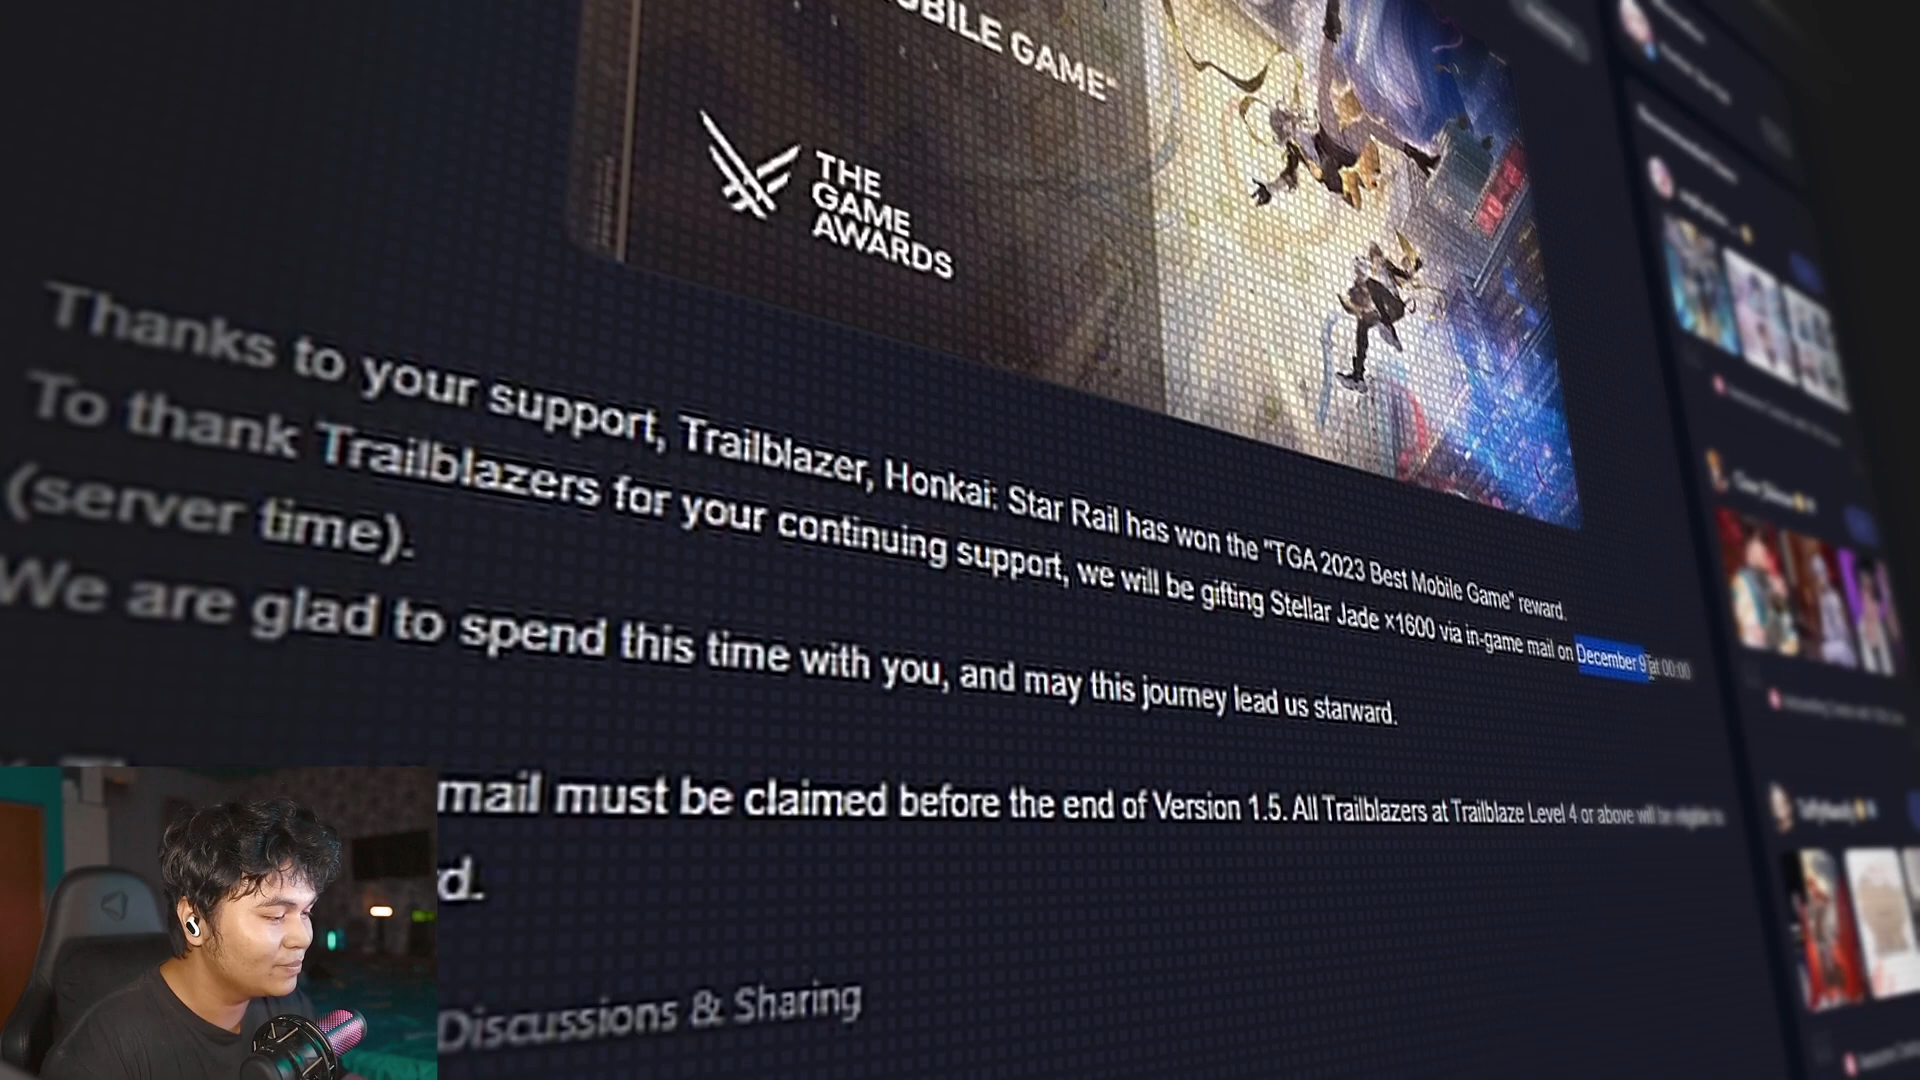 MOBILE GAME"
THE
GAME
AWARDS
Thanks to your support, Trailblazer, Honkai: Star Rail has won the "TGA 2023 Best Mobile Game" reward.
To thank Trailblazers for your continuing support, we will be gifting Stellar Jade ×1600 via in-game mail on December 9 at 00:00
(server time).
We are glad to spend this time with you, and may this journey lead us starward.
mail must be claimed before the end of Version 1.5. All Trailblazers at Trailblaze Level 4 or above will be eligible to
d.
Discussions & Sharing